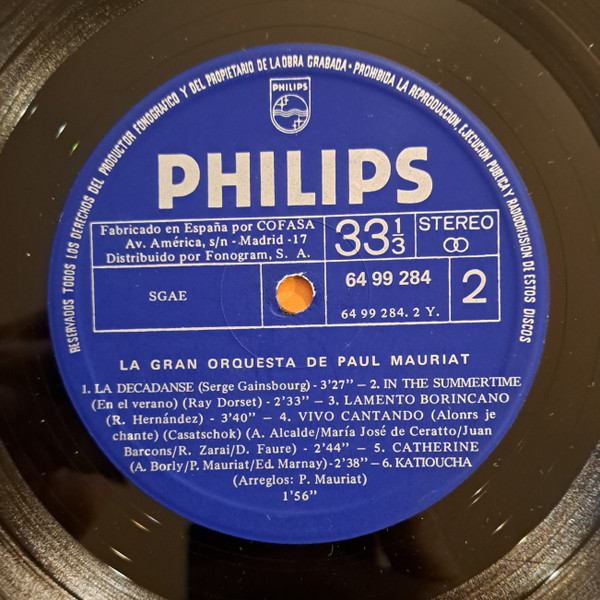 RESERVADOS TODOS LOS DERECHOS DEL PRODUCTOR FONOGRAFICO Y DEL PROPIETARIO DE LA OBRA GRABADA · PROHIBIDA LA REPRODUCCION, EJECUCION PUBLICA Y RADIODIFUSION DE ESTOS DISCOS
PHILIPS
PHILIPS
Fabricado en España por COFASA
Av. América, s/n - Madrid -17
Distribuido por Fonogram, S. A.
33 1/3
STEREO
SGAE
64 99 284
64 99 284. 2 Y.
2
LA GRAN ORQUESTA DE PAUL MAURIAT
1. LA DECADANSE (Serge Gainsbourg) - 3'27” – 2. IN THE SUMMERTIME
(En el verano) (Ray Dorset) - 2'33” – 3. LAMENTO BORINCANO
(R. Hernández) - 3'40” – 4. VIVO CANTANDO (Alonrs je
chante) (Casatschok) (A. Alcalde/María José de Ceratto/Juan
Barcons/R. Zarai/D. Faure) - 2'44” – 5. CATHERINE
(A. Borly/P. Mauriat/Ed. Marnay)-2'38” –6. KATIOUCHA
(Arreglos: P. Mauriat)
1'56”